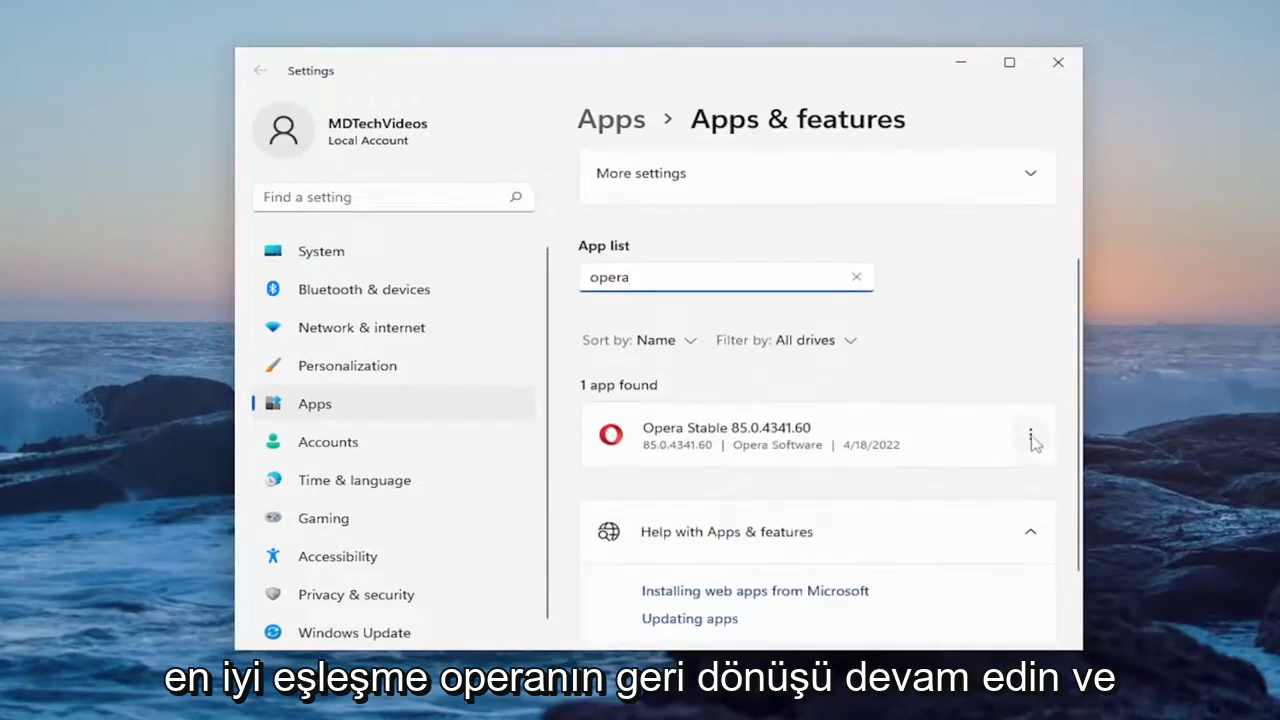 Settings
MDTechVideos
Local Account
Find a setting
System
Bluetooth & devices
Network & internet
Personalization
Apps
Accounts
Time & language
Gaming
Accessibility
Privacy & security
Windows Update
Apps > Apps & features
More settings
App list
opera
Sort by: Name Filter by: All drives
1 app found
Opera Stable 85.0.4341.60
85.0.4341.60 | Opera Software | 4/18/2022
Help with Apps & features
Installing web apps from Microsoft
Updating apps
en iyi eşleşme operanın geri dönüşü devam edin ve